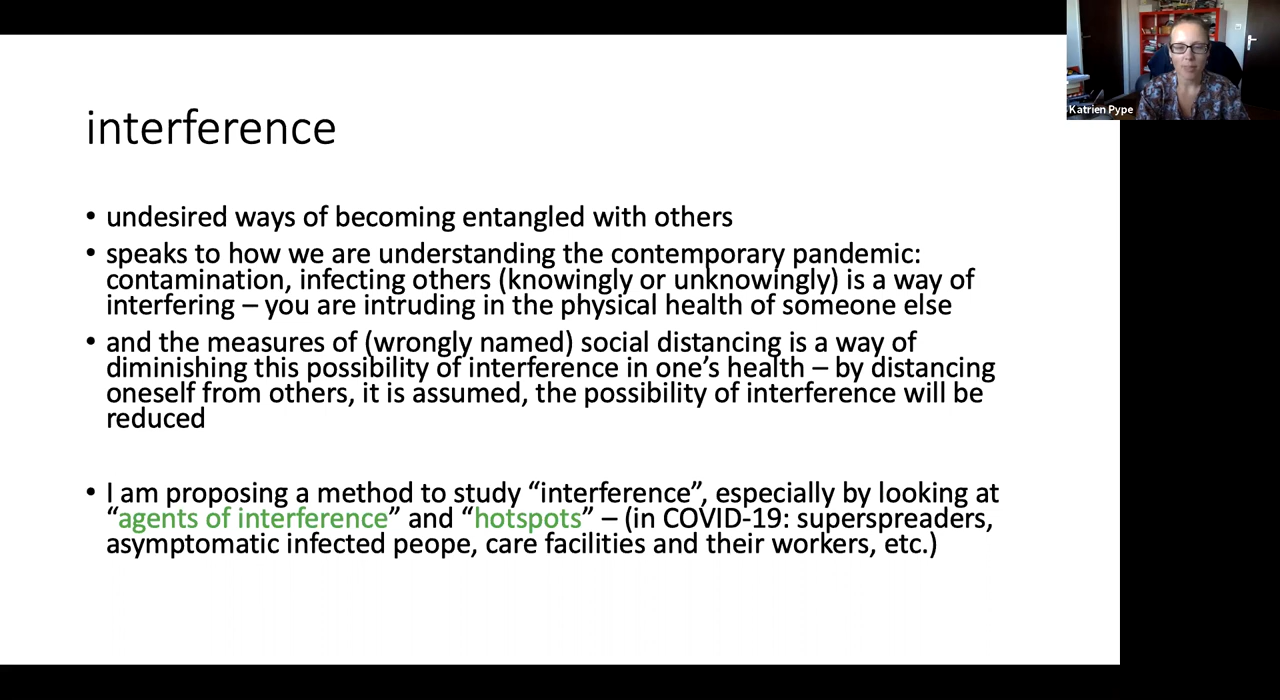 Katrien Pype
interference
• undesired ways of becoming entangled with others
• speaks to how we are understanding the contemporary pandemic:
contamination, infecting others (knowingly or unknowingly) is a way of
interfering – you are intruding in the physical health of someone else
• and the measures of (wrongly named) social distancing is a way of
diminishing this possibility of interference in one’s health – by distancing
oneself from others, it is assumed, the possibility of interference will be
reduced
• I am proposing a method to study “interference”, especially by looking at
“agents of interference” and “hotspots” – (in COVID-19: superspreaders,
asymptomatic infected peope, care facilities and their workers, etc.)